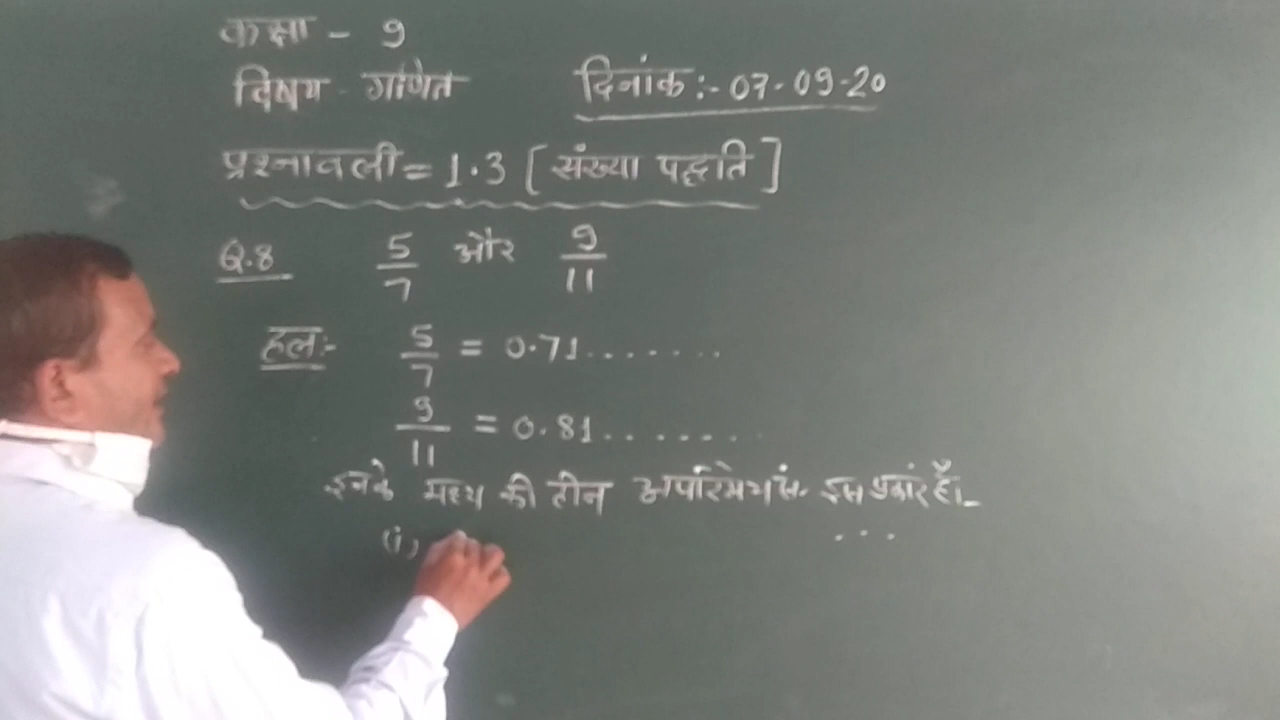 कक्षा - 9
विषय - गणित दिनांक :- 07-09-20
प्रश्नावली = 1.3 [संख्या पद्धति]
Q.8 5/7 और 9/11
हल:- 5/7 = 0.71.......
9/11 = 0.81.......
इनके मध्य की तीन अपरिमेय सं. इस प्रकार हैं।-
(i) ...